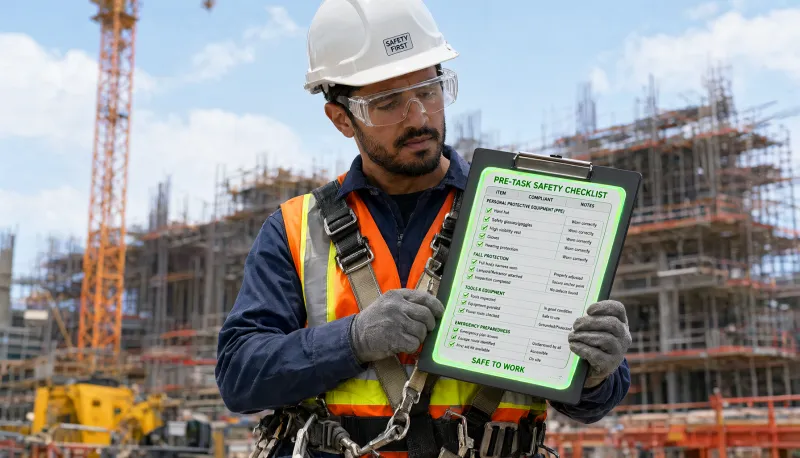 SAFETY
FIRST
PRE-TASK SAFETY CHECKLIST
ITEM COMPLIANT NOTES
PERSONAL PROTECTIVE EQUIPMENT (PPE)
Hard hat Worn correctly
Safety glasses/goggles Worn correctly
High visibility vest Worn correctly
Gloves Worn correctly
Hearing protection Worn correctly
FALL PROTECTION
Full body harness worn Properly adjusted
Lanyard/Retractor attached Secure anchor point
Inspection completed No defects found
TOOLS & EQUIPMENT
Tools inspected In good condition
Equipment guarded Safe to use
Power tools checked Grounded/Protected
EMERGENCY PREPAREDNESS
Emergency plan known Understood by all
Escape route identified Accessible
First aid kit available On site
SAFE TO WORK